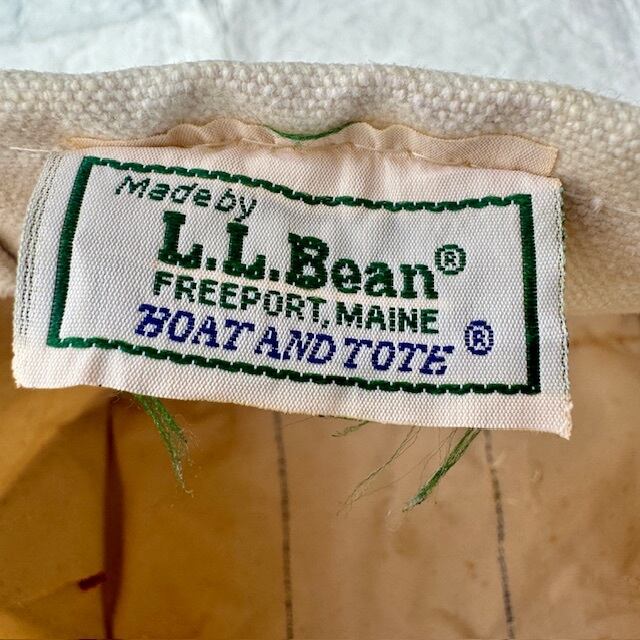 Made by
L.L.Bean®
FREEPORT, MAINE
BOAT AND TOTE ®